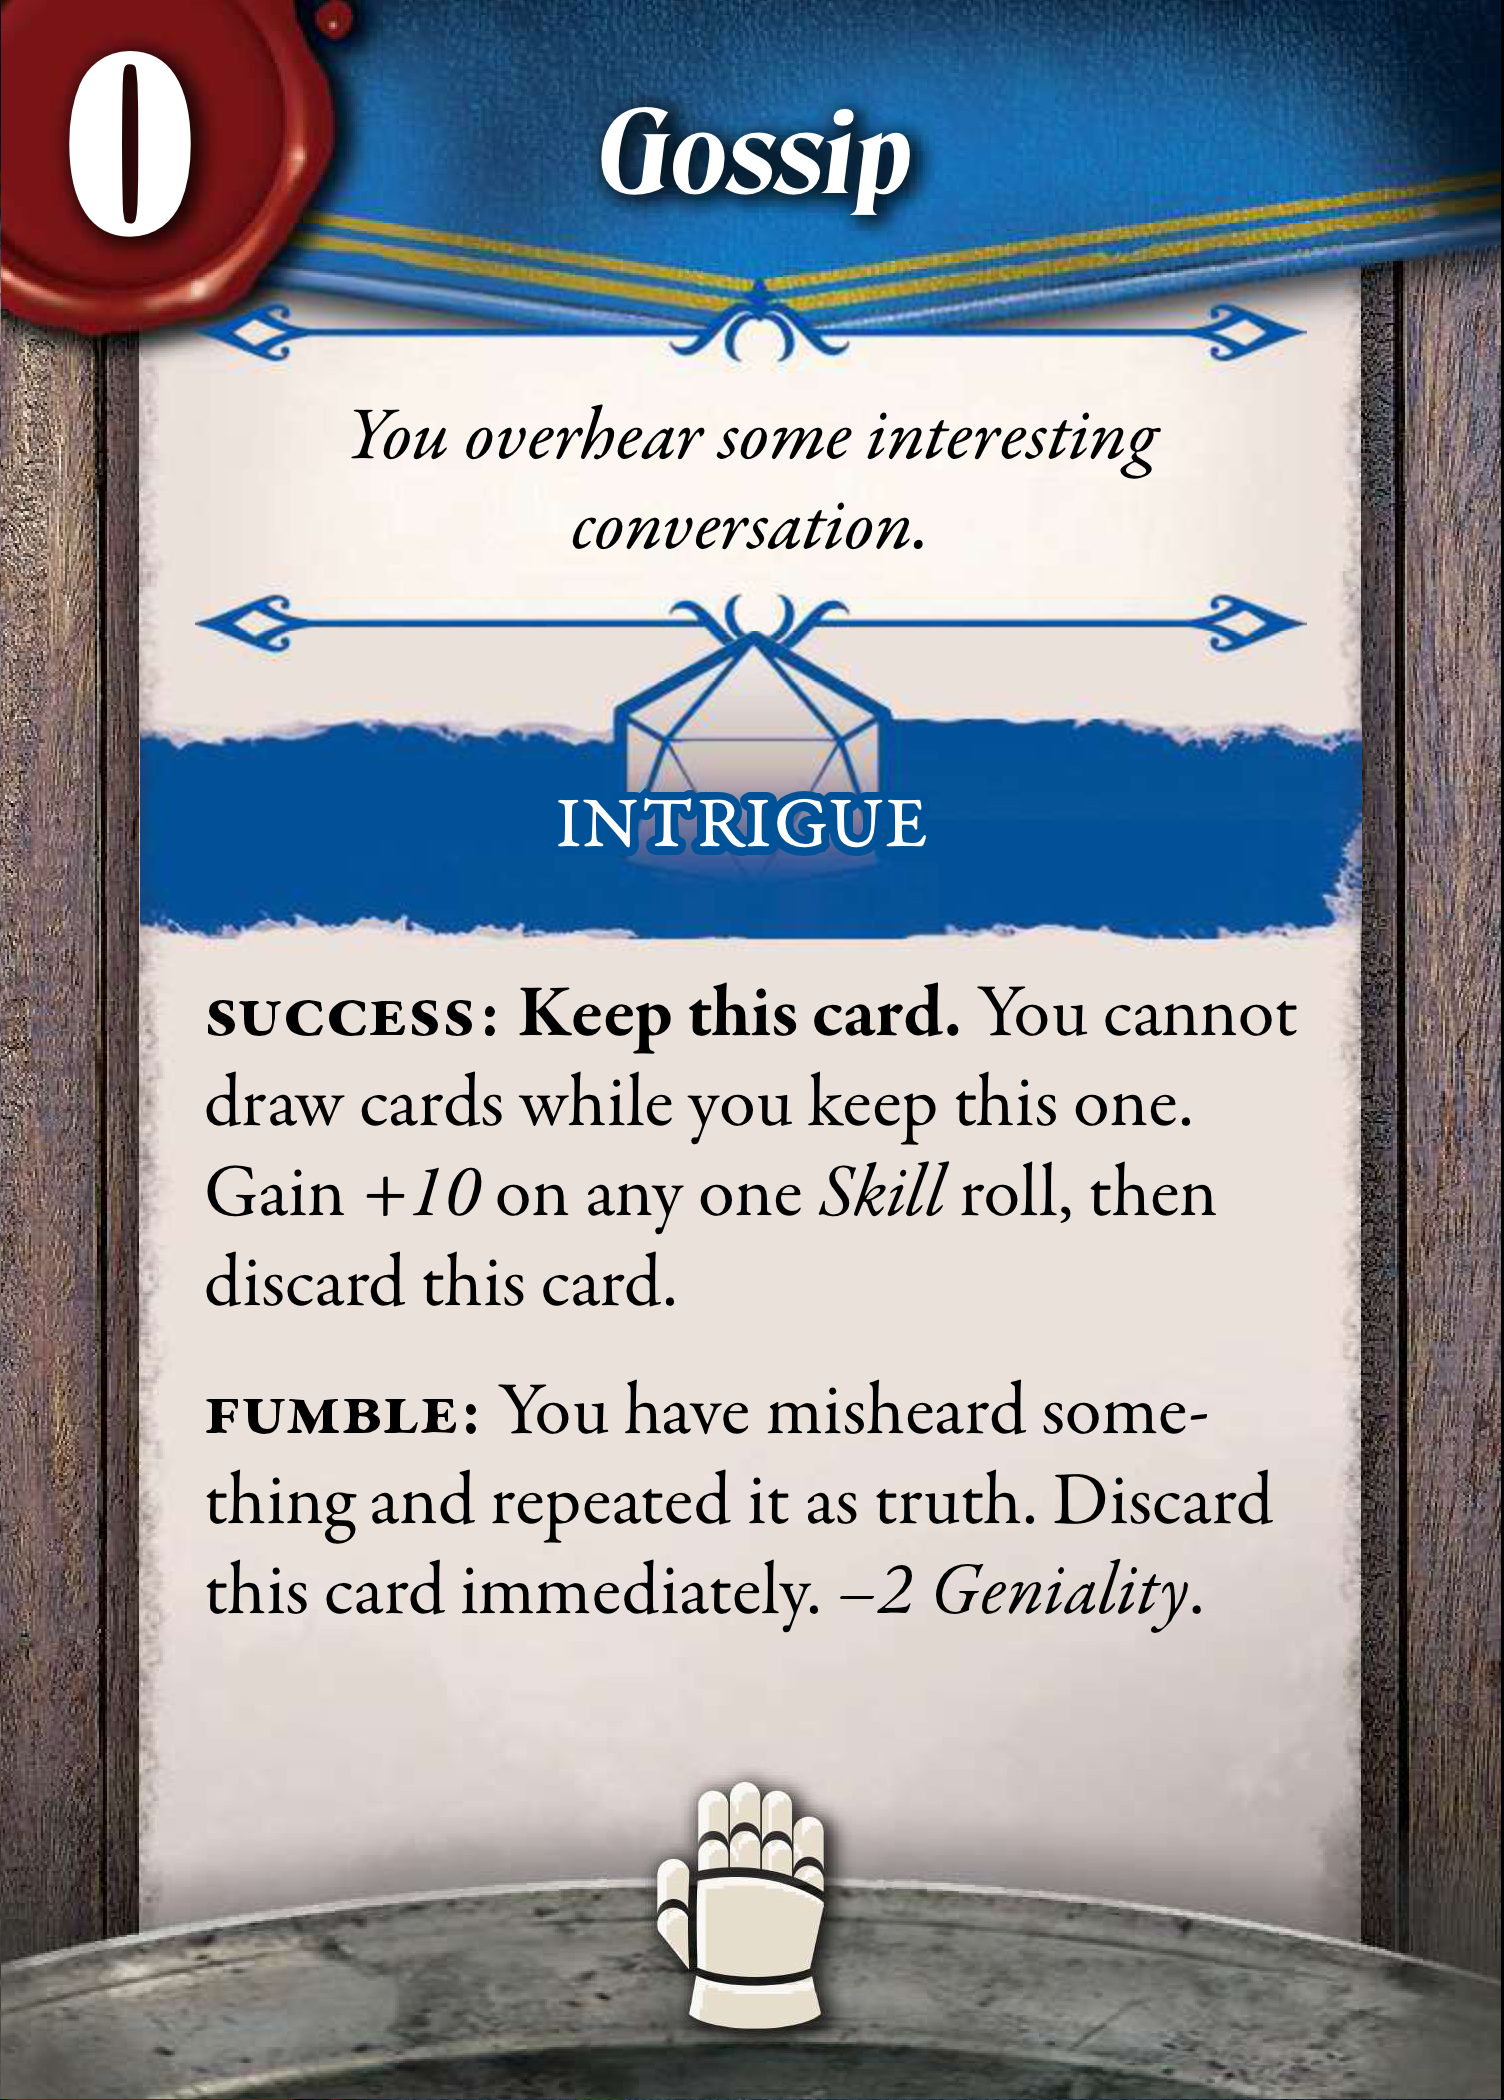 0
Gossip
You overhear some interesting
conversation.
INTRIGUE
SUCCESS: Keep this card. You cannot
draw cards while you keep this one.
Gain +10 on any one Skill roll, then
discard this card.
FUMBLE: You have misheard some-
thing and repeated it as truth. Discard
this card immediately. –2 Geniality.